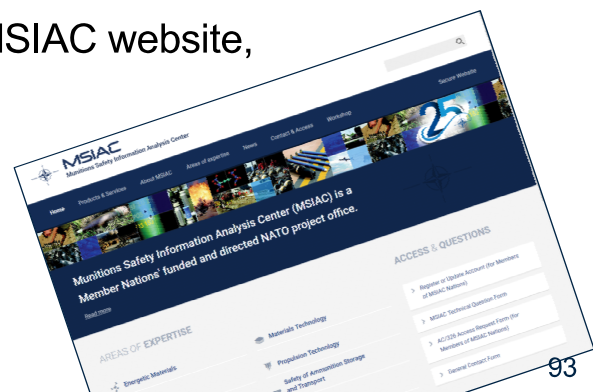 MSIAC website,
Secure Website
MSIAC
Munitions Safety Information Analysis Center
Home Products & Services About MSIAC Areas of expertise News Contact & Access Workshop
25
Munitions Safety Information Analysis Center (MSIAC) is a
Member Nations' funded and directed NATO project office.
Read more
AREAS OF EXPERTISE
Energetic Materials
Materials Technology
Propulsion Technology
Safety of Ammunition Storage
and Transport
ACCESS & QUESTIONS
> Register or Update Account (for Members
of MSIAC Nations)
> MSIAC Technical Question Form
> AC/326 Access Request Form (for
Members of MSIAC Nations)
> General Contact Form
93